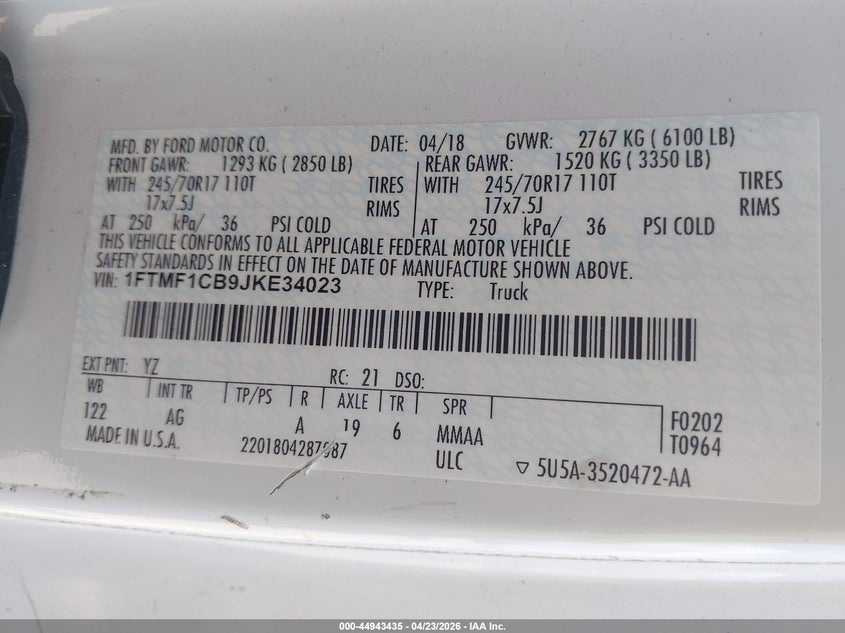 MFD. BY FORD MOTOR CO. DATE: 04/18 GVWR: 2767 KG ( 6100 LB)
FRONT GAWR: 1293 KG ( 2850 LB) REAR GAWR: 1520 KG ( 3350 LB)
WITH 245/70R17 110T TIRES WITH 245/70R17 110T TIRES
17x7.5J RIMS 17x7.5J RIMS
AT 250 kPa/ 36 PSI COLD AT 250 kPa/ 36 PSI COLD
THIS VEHICLE CONFORMS TO ALL APPLICABLE FEDERAL MOTOR VEHICLE
SAFETY STANDARDS IN EFFECT ON THE DATE OF MANUFACTURE SHOWN ABOVE.
VIN: 1FTMF1CB9JKE34023 TYPE: Truck
EXT PNT: YZ RC: 21 DSO:
WB INT TR TP/PS R AXLE TR SPR
122 AG A 19 6 MMAA F0202
MADE IN U.S.A. ULC T0964
5U5A-3520472-AA
000-44943435 - 04/23/2026 - IAA Inc.